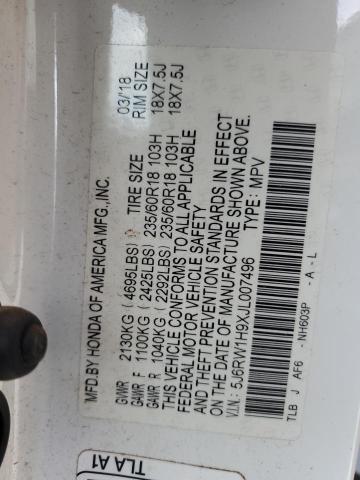 MFD.BY HONDA OF AMERICA MFG.,INC. 03/'18
GVWR 2130KG (4695LBS) TIRE SIZE RIM SIZE
GAWR F 1100KG (2425LBS) 235/60R18 103H 18X7.5J
GAWR R 1040KG (2292LBS) 235/60R18 103H 18X7.5J
THIS VEHICLE CONFORMS TO ALL APPLICABLE
FEDERAL MOTOR VEHICLE SAFETY
AND THEFT PREVENTION STANDARDS IN EFFECT
ON THE DATE OF MANUFACTURE SHOWN ABOVE.
V.I.N.: 5J6RW1H9XJL007496 TYPE: MPV
TLB J AF6 -NH603P -A -L
TLA A1